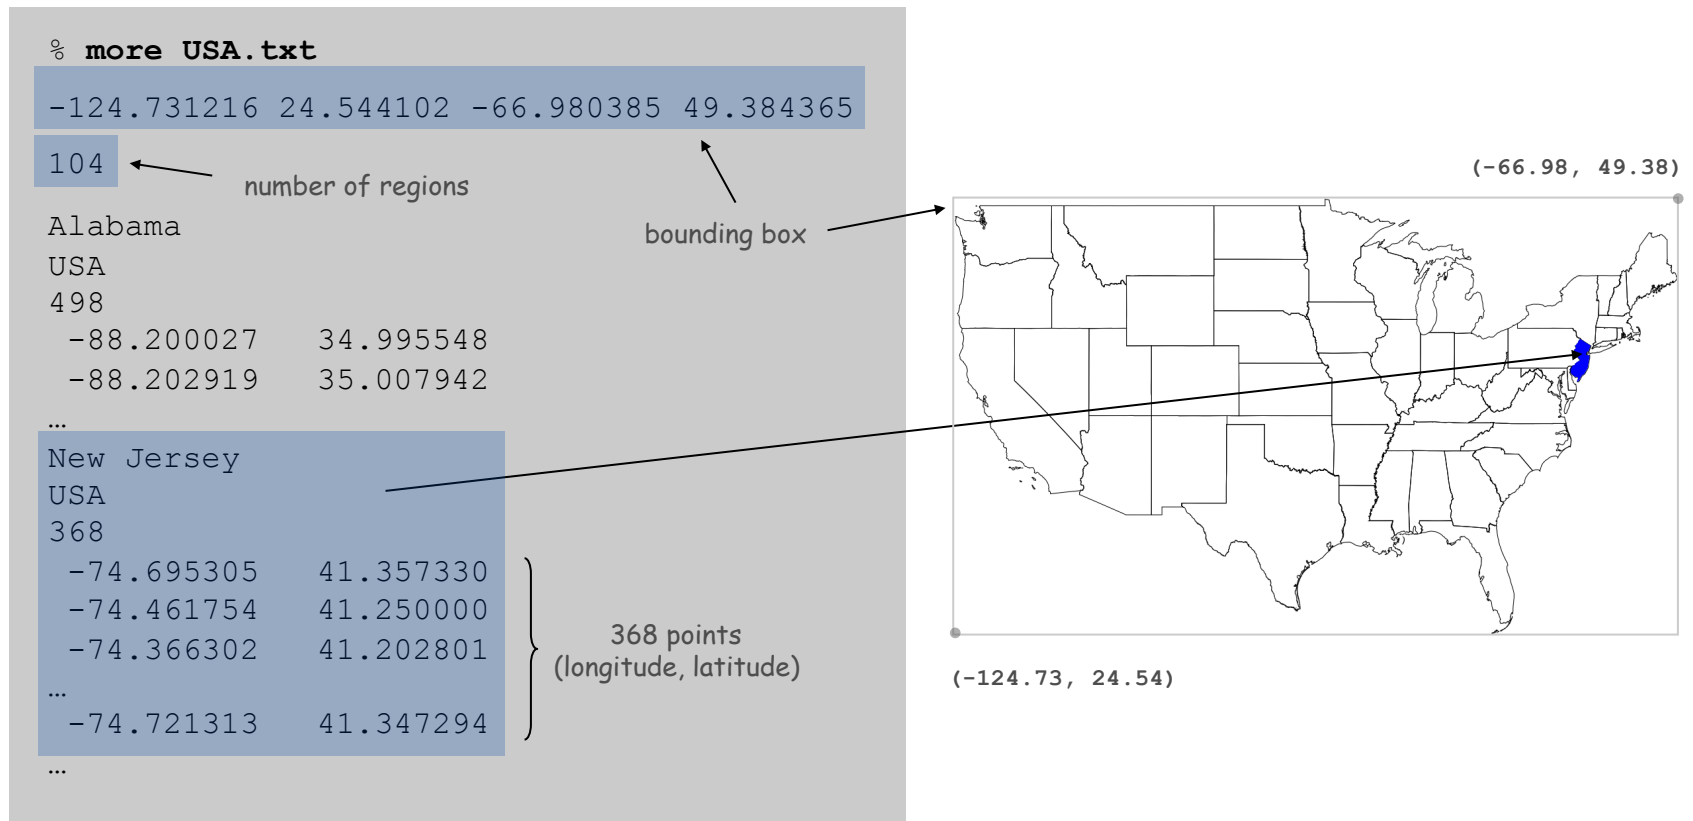 % more USA.txt
-124.731216 24.544102 -66.980385 49.384365
104
number of regions
bounding box
Alabama
USA
498
-88.200027 34.995548
-88.202919 35.007942
…
New Jersey
USA
368
-74.695305 41.357330
-74.461754 41.250000
-74.366302 41.202801
…
-74.721313 41.347294
…
368 points
(longitude, latitude)
(-66.98, 49.38)
(-124.73, 24.54)